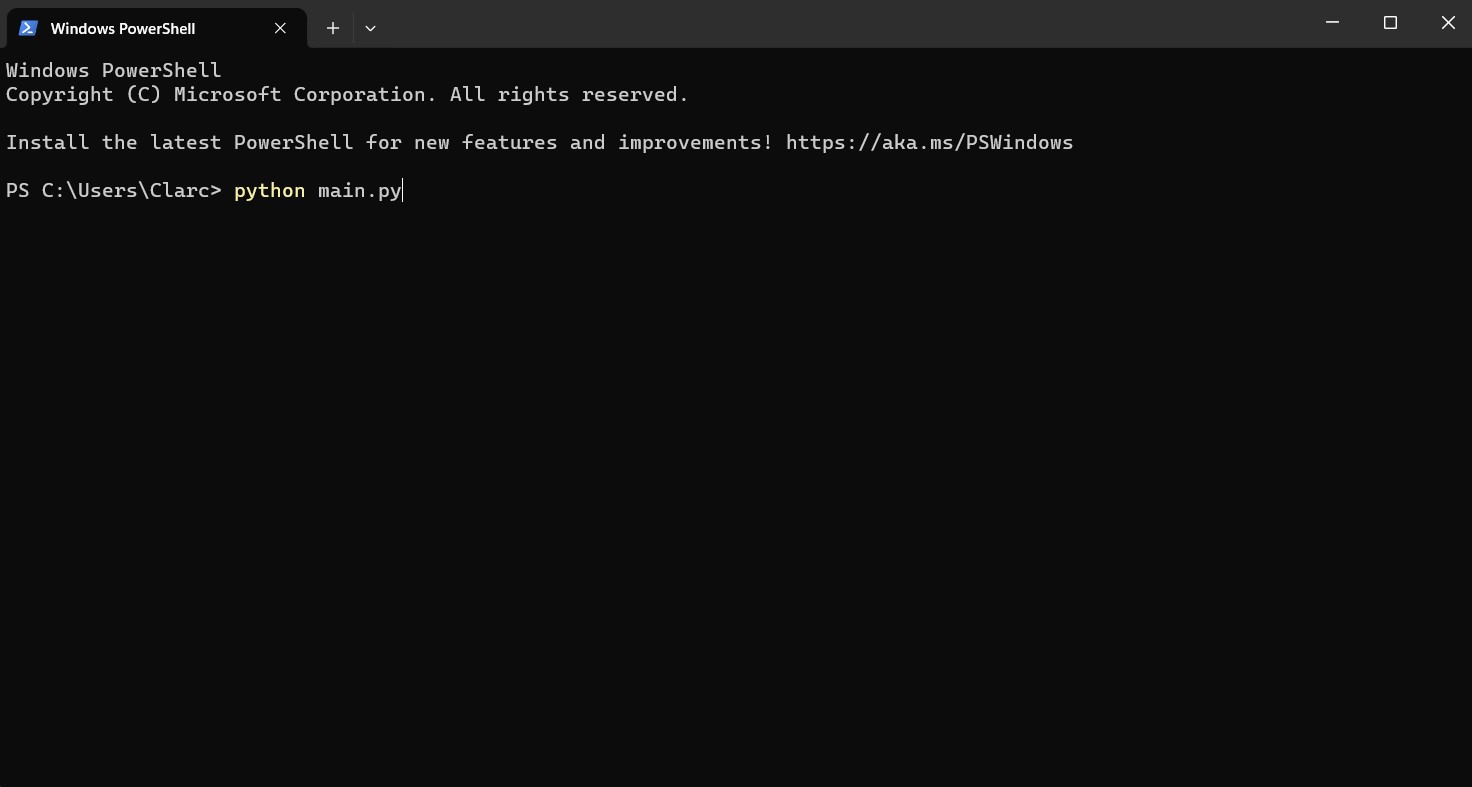 Windows PowerShell
Windows PowerShell
Copyright (C) Microsoft Corporation. All rights reserved.
Install the latest PowerShell for new features and improvements! https://aka.ms/PSWindows
PS C:\Users\Clarc> python main.py